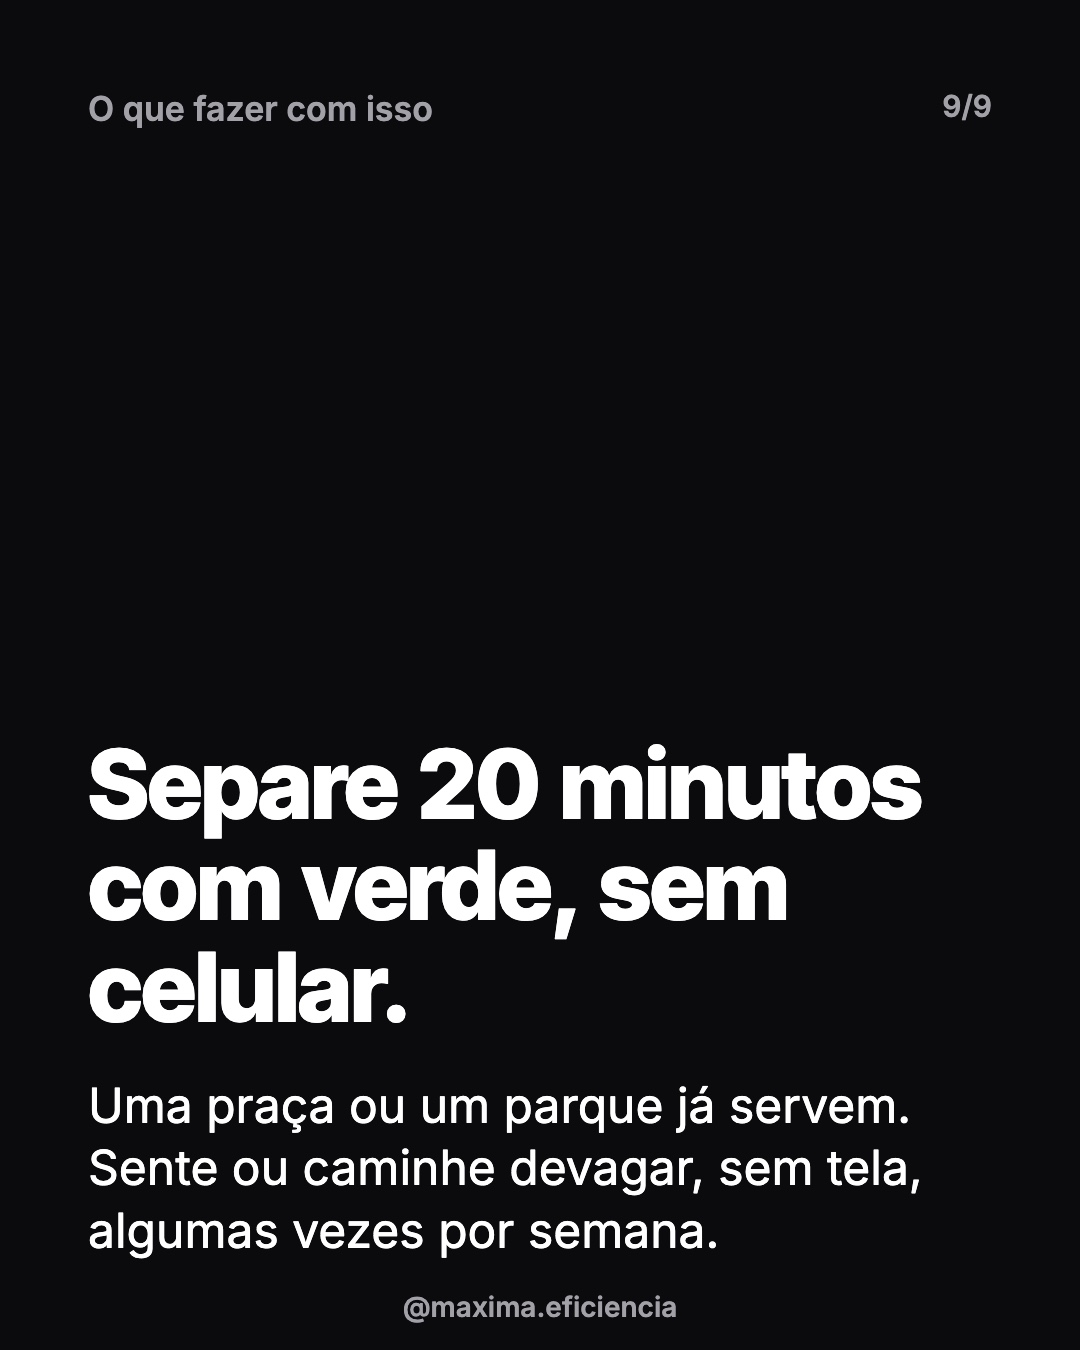 O que fazer com isso
9/9
Separe 20 minutos
com verde, sem
celular.
Uma praça ou um parque já servem.
Sente ou caminhe devagar, sem tela,
algumas vezes por semana.
@maxima.eficiencia